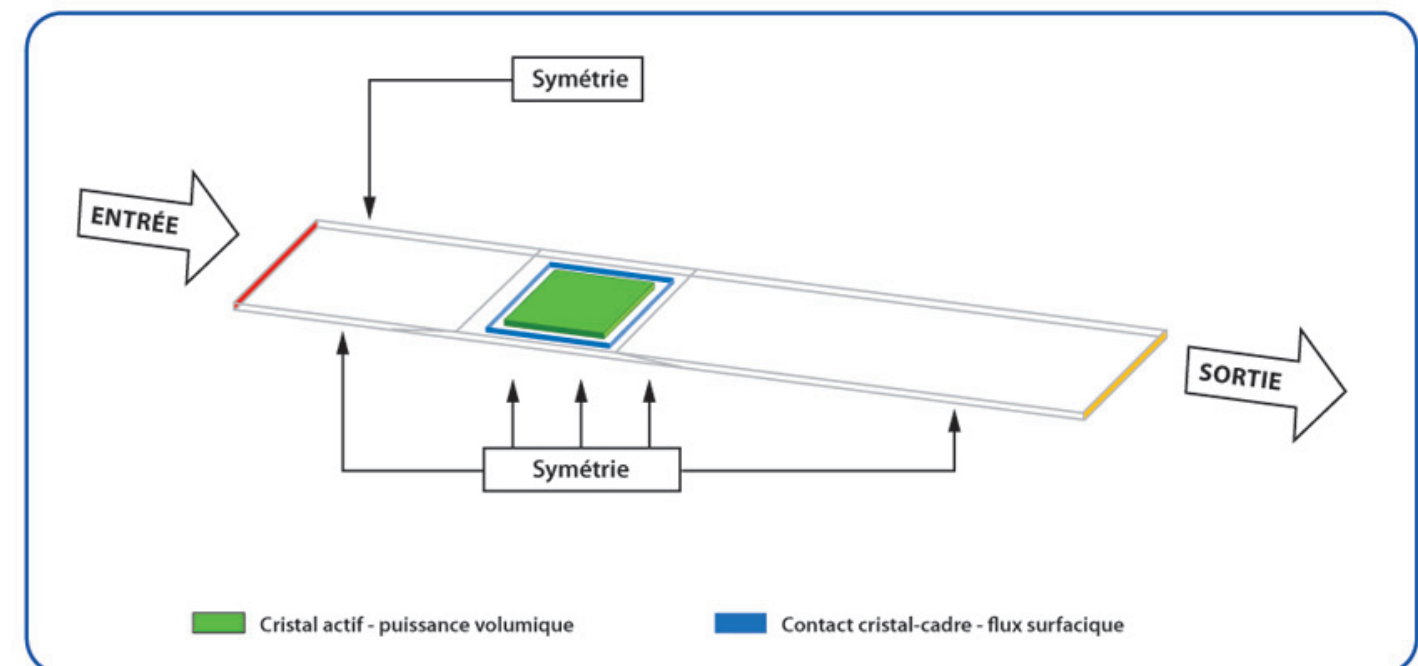 Symétrie
ENTRÉE
SORTIE
Symétrie
Cristal actif - puissance volumique
Contact cristal-cadre - flux surfacique